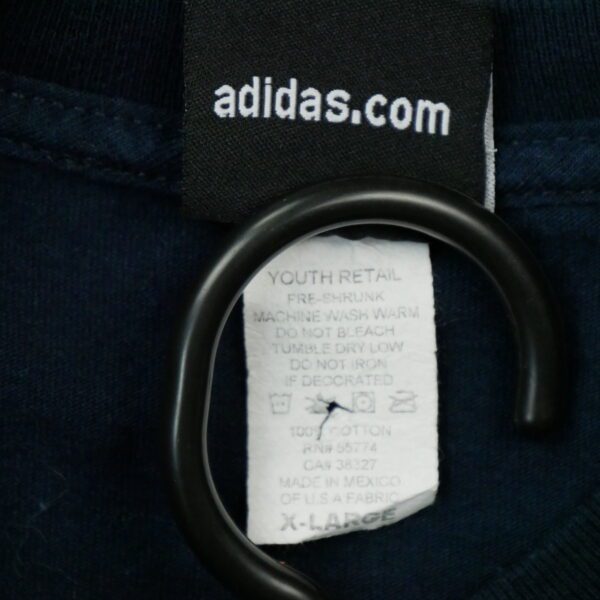 adidas.com
YOUTH RETAIL
PRE-SHRUNK
MACHINE WASH WARM
DO NOT BLEACH
TUMBLE DRY LOW
DO NOT IRON
IF DECORATED
100% COTTON
RN# 55774
CA# 38327
MADE IN MEXICO
OF U.S.A FABRIC
X-LARGE